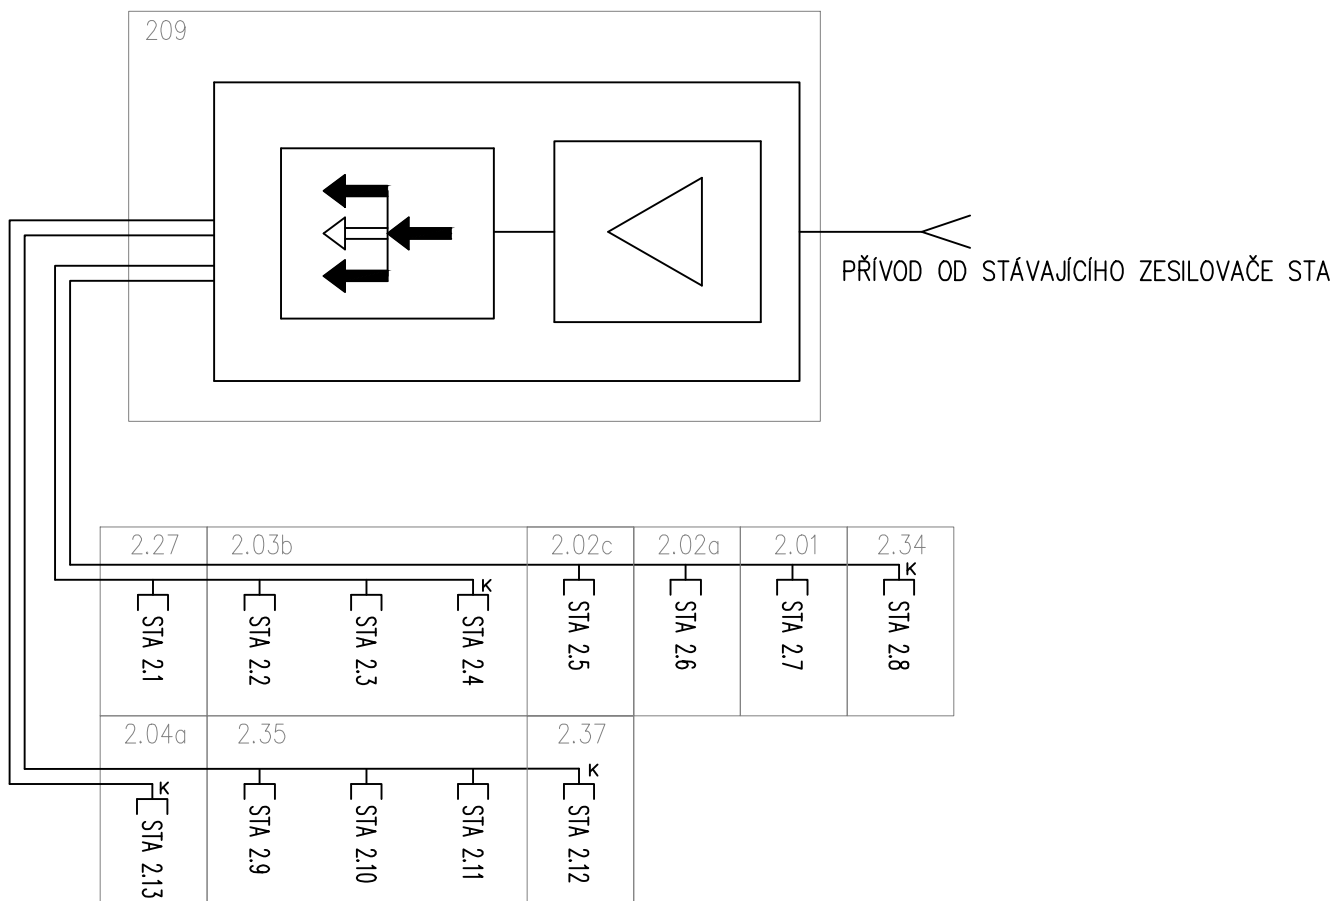 209
PŘÍVOD OD STÁVAJÍCÍHO ZESILOVAČE STA
2.27 2.03b 2.02c 2.02a 2.01 2.34
K K
STA 2.1 STA 2.2 STA 2.3 STA 2.4 STA 2.5 STA 2.6 STA 2.7 STA 2.8
2.04a 2.35 2.37
K K
STA 2.13 STA 2.9 STA 2.10 STA 2.11 STA 2.12